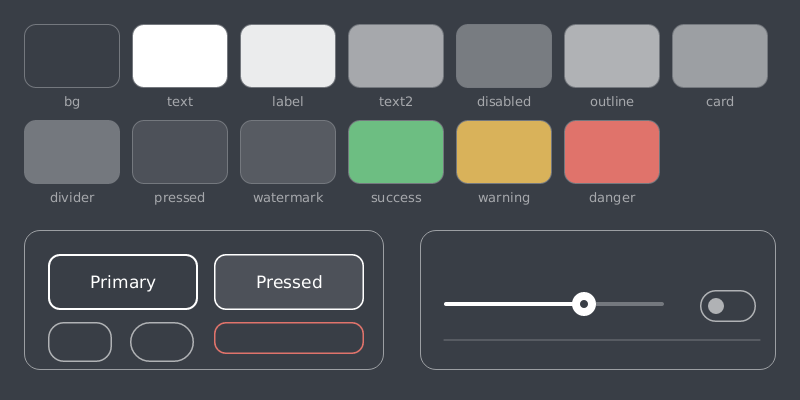 bg text label text2 disabled outline card
divider pressed watermark success warning danger
Primary Pressed